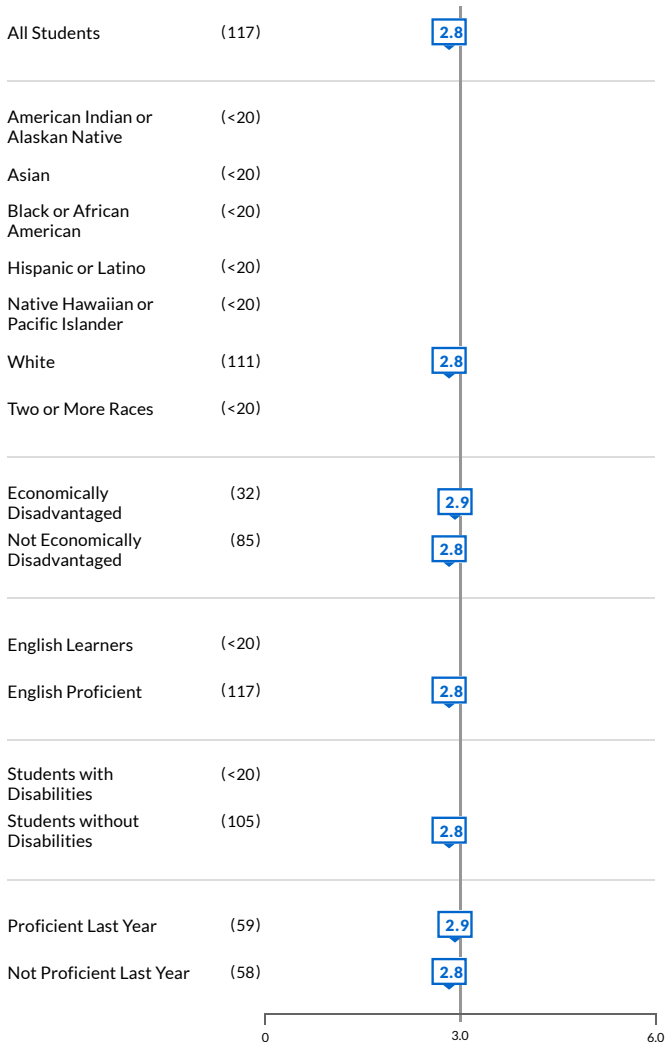 All Students (117) 2.8
American Indian or (<20)
Alaskan Native
Asian (<20)
Black or African (<20)
American
Hispanic or Latino (<20)
Native Hawaiian or (<20)
Pacific Islander
White (111) 2.8
Two or More Races (<20)
Economically (32) 2.9
Disadvantaged
Not Economically (85) 2.8
Disadvantaged
English Learners (<20)
English Proficient (117) 2.8
Students with (<20)
Disabilities
Students without (105) 2.8
Disabilities
Proficient Last Year (59) 2.9
Not Proficient Last Year (58) 2.8
0 3.0 6.0